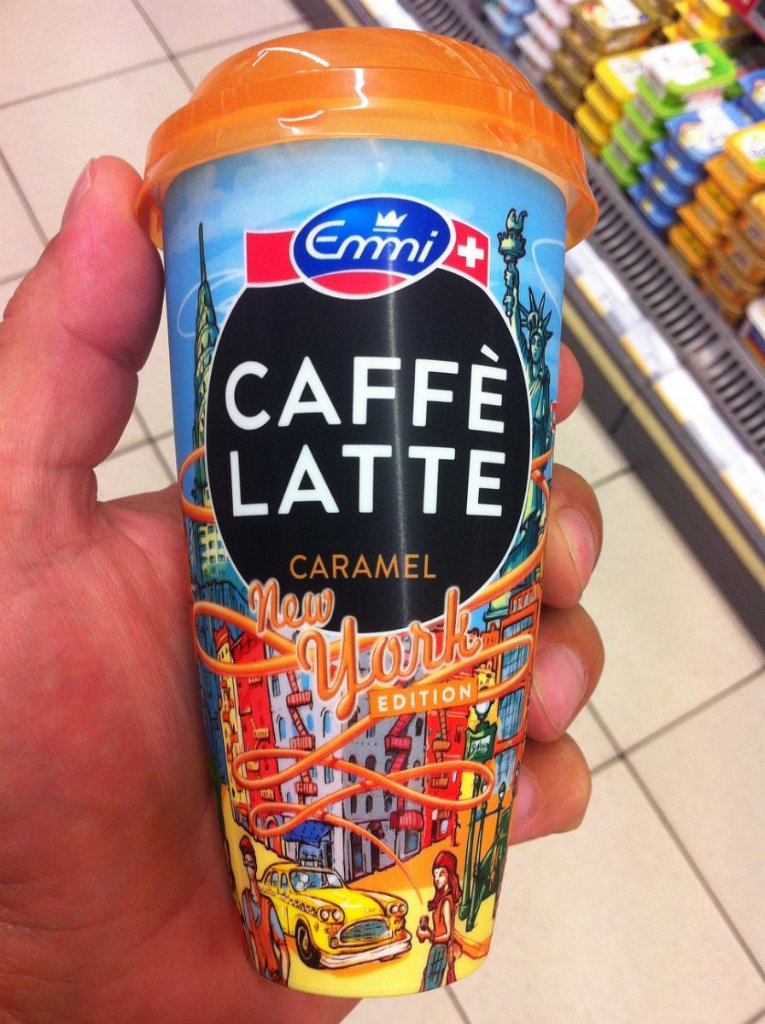 Emmi
CAFFÈ
LATTE
CARAMEL
New
York
EDITION